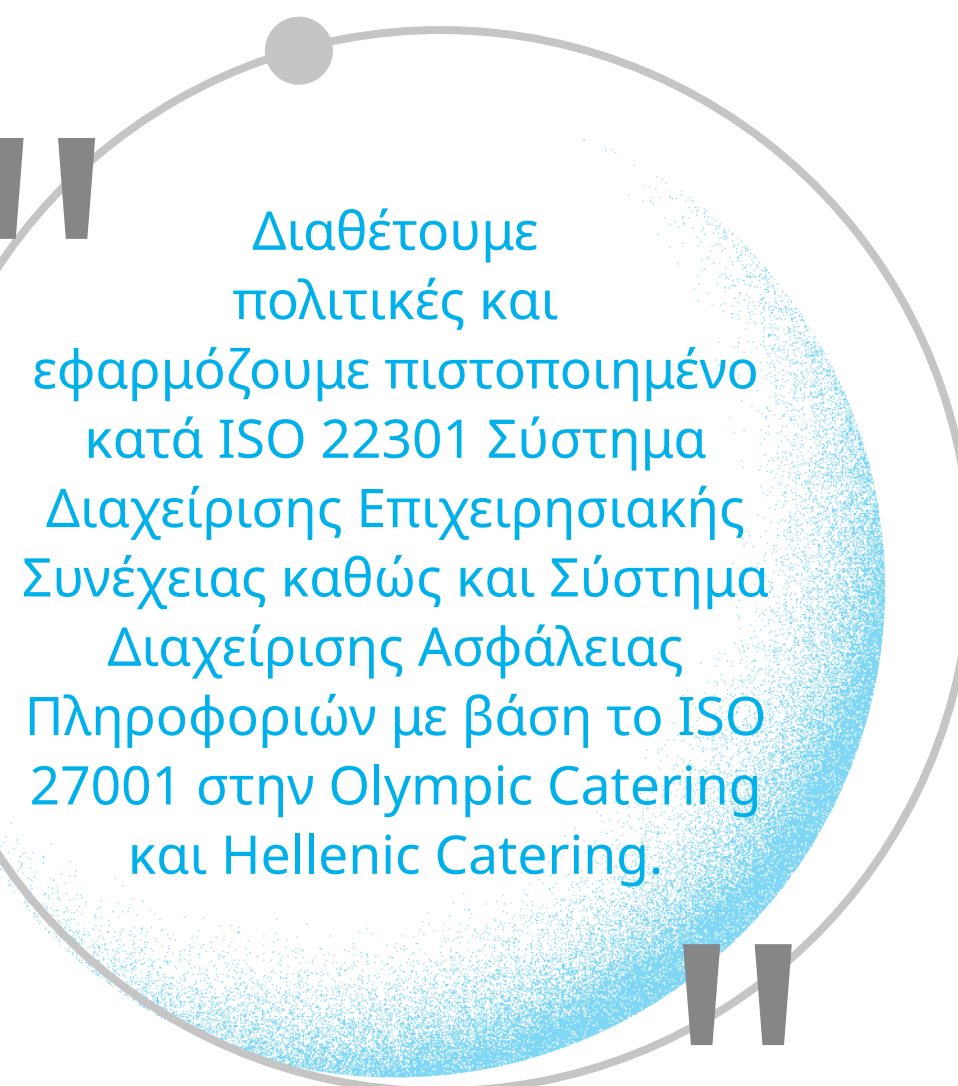 "
Διαθέτουμε
πολιτικές και
εφαρμόζουμε πιστοποιημένο
κατά ISO 22301 Σύστημα
Διαχείρισης Επιχειρησιακής
Συνέχειας καθώς και Σύστημα
Διαχείρισης Ασφάλειας
Πληροφοριών με βάση το ISO
27001 στην Olympic Catering
και Hellenic Catering.
"